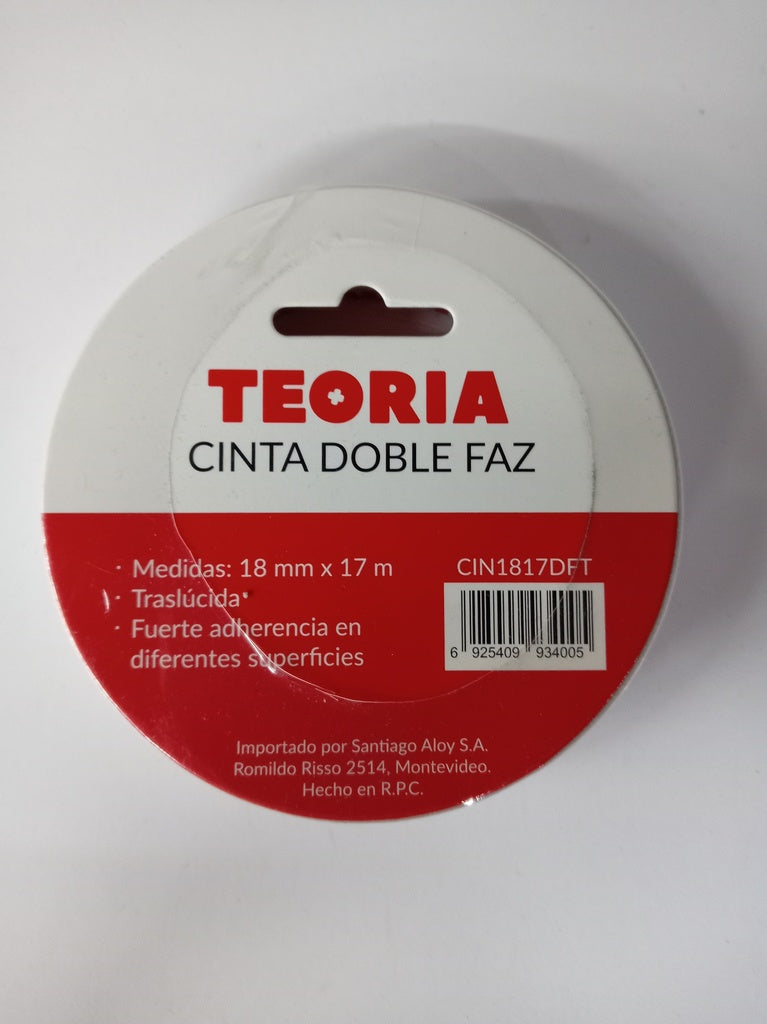 TEORIA
CINTA DOBLE FAZ
· Medidas: 18 mm x 17 m
· Traslúcida
· Fuerte adherencia en
diferentes superficies
CIN1817DFT
6 925409 934005
Importado por Santiago Aloy S.A.
Romildo Risso 2514, Montevideo.
Hecho en R.P.C.